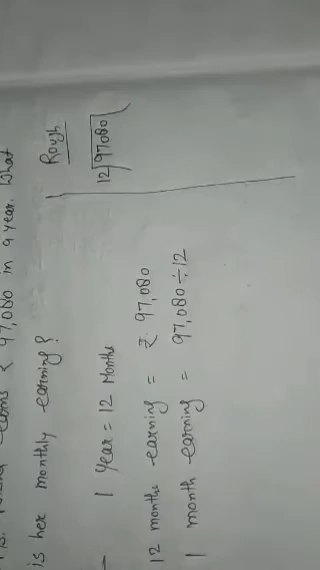 earns ₹ 97,080 in a year. What
is her monthly earning?
1 year = 12 Months
12 months earning = ₹. 97,080
1 month earning = 97,080 ÷ 12
Rough
12)97080(